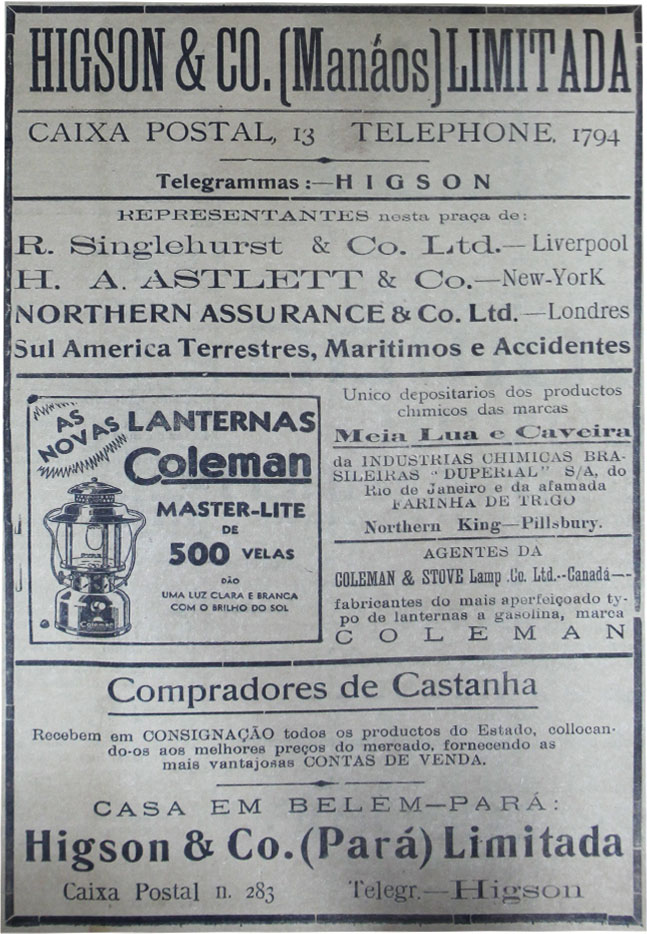 HIGSON & CO. (Manáos) LIMITADA
CAIXA POSTAL, 13 TELEPHONE, 1794
Telegrammas :—HIGSON
REPRESENTANTES nesta praça de:
R. Singlehurst & Co. Ltd.—Liverpool
H. A. ASTLETT & Co.—New-YorK
NORTHERN ASSURANCE & Co. Ltd.—Londres
Sul America Terrestres, Maritimos e Accidentes
AS NOVAS LANTERNAS
Coleman
MASTER-LITE
DE
500 VELAS
DÃO
UMA LUZ CLARA E BRANCA
COM O BRILHO DO SOL
Coleman
Unico depositarios dos productos
chimicos das marcas
Meia Lua e Caveira
da INDUSTRIAS CHIMICAS BRA-
SILEIRAS "DUPERIAL" S/A, do
Rio de Janeiro e da afamada
FARINHA DE TRIGO
Northern King—Pillsbury.
AGENTES DA
COLEMAN & STOVE Lamp .Co. Ltd.--Canadá—-
fabricantes do mais aperfeiçoado ty-
po de lanternas a gasolina, marca
COLEMAN
Compradores de Castanha
Recebem em CONSIGNAÇÃO todos os productos do Estado, collocan-
do-os aos melhores preços do mercado, fornecendo as
mais vantajosas CONTAS DE VENDA.
CASA EM BELEM—PARÁ:
Higson & Co. (Pará) Limitada
Caixa Postal n. 283 Telegr.—Higson